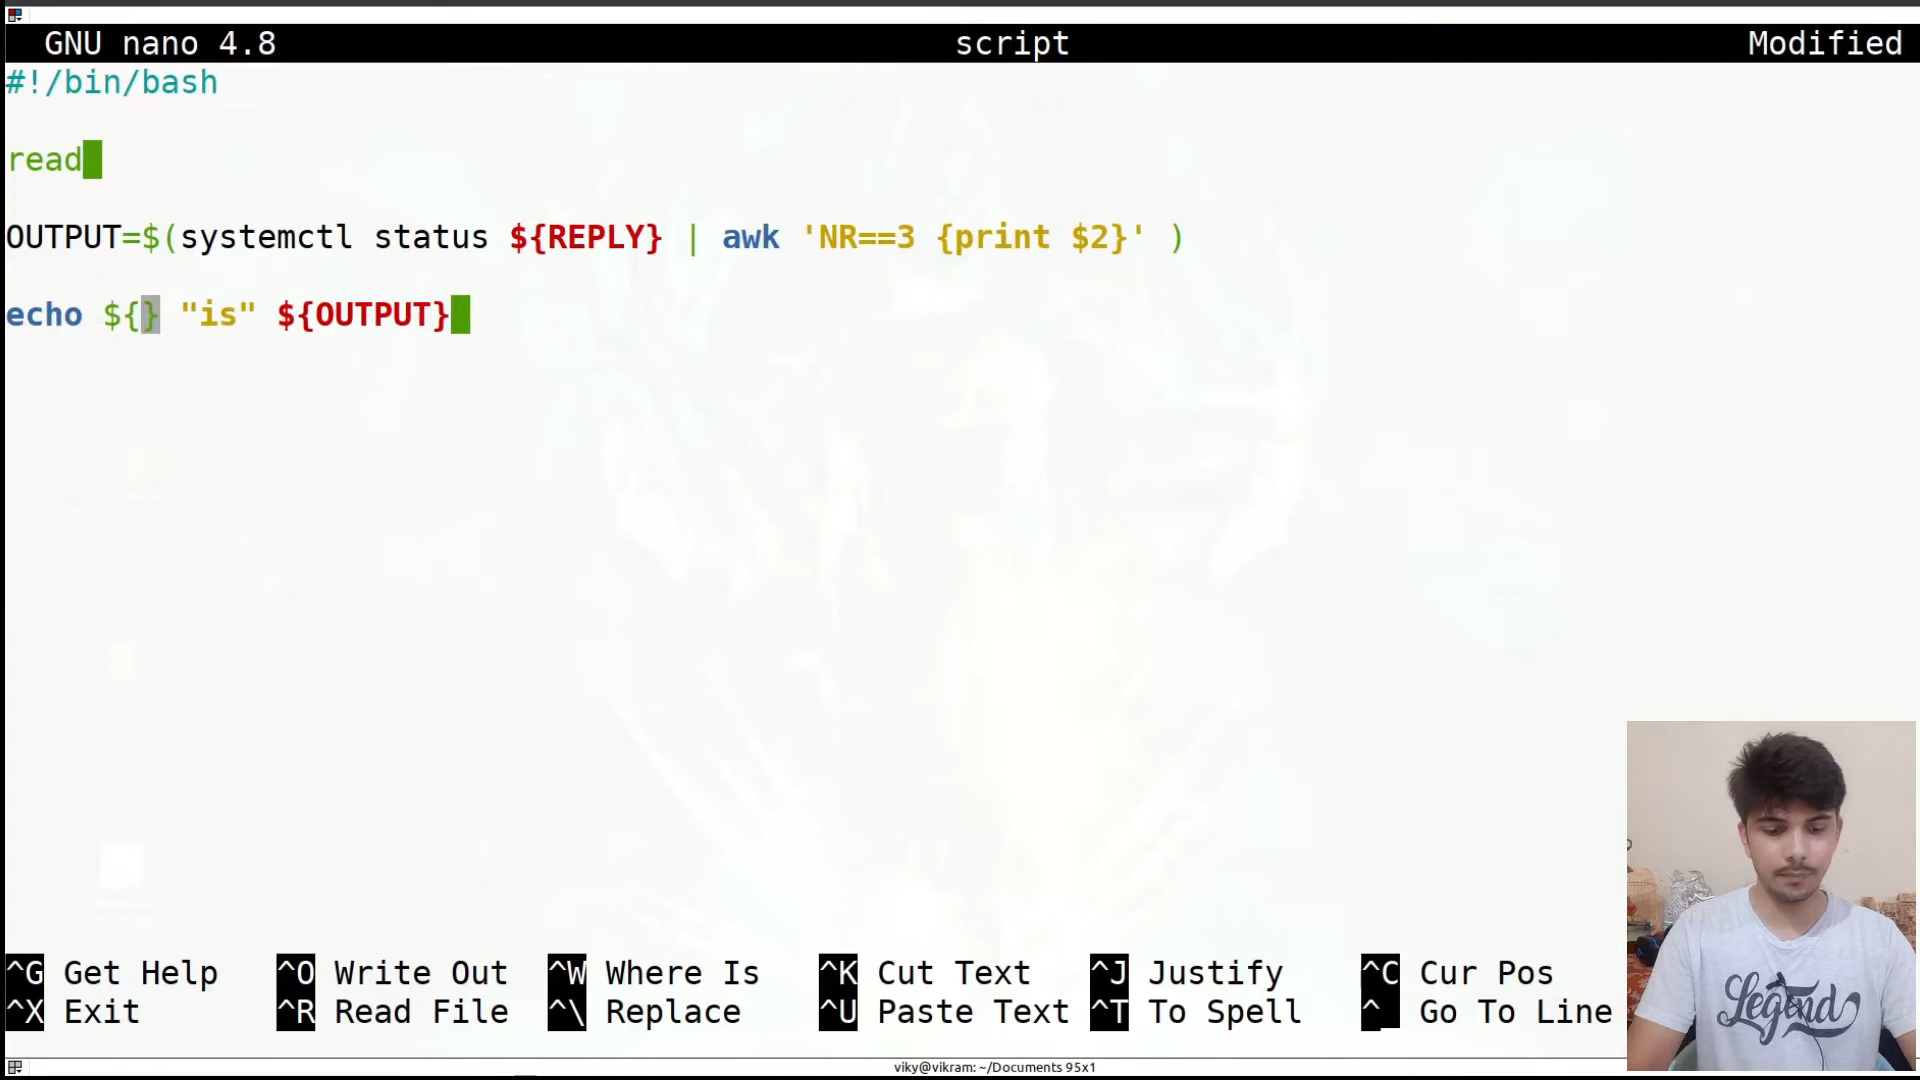 GNU nano 4.8 script Modified
#!/bin/bash
read
OUTPUT=$(systemctl status ${REPLY} | awk 'NR==3 {print $2}' )
echo ${} "is" ${OUTPUT}
^G Get Help ^O Write Out ^W Where Is ^K Cut Text ^J Justify ^C Cur Pos
^X Exit ^R Read File ^\ Replace ^U Paste Text ^T To Spell ^_ Go To Line
Legend
viky@vikram: ~/Documents 95x1